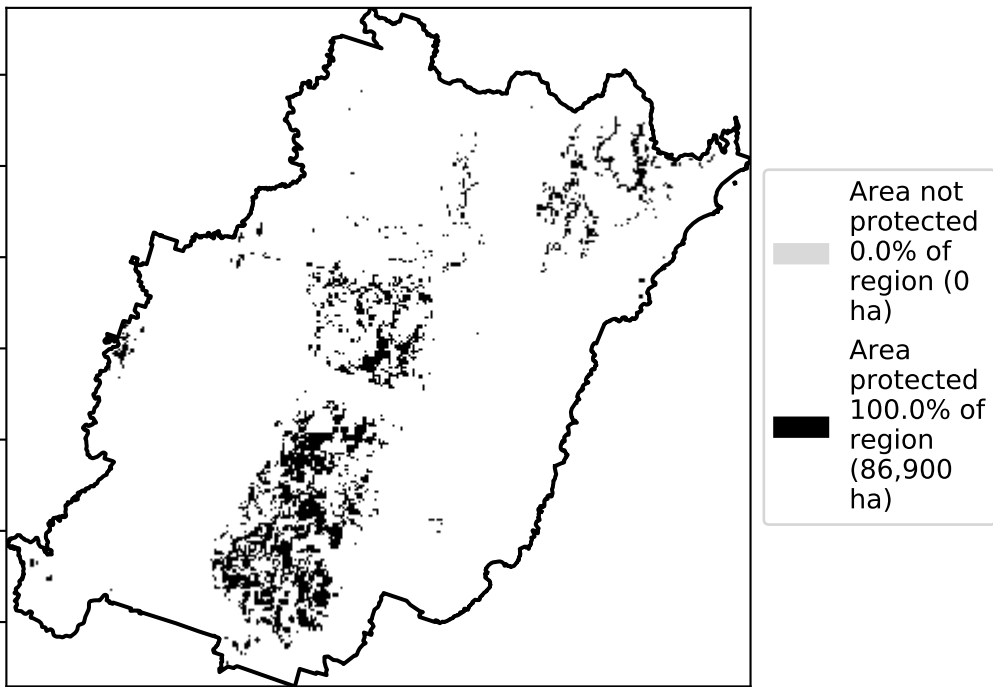 Area not
protected
0.0% of
region (0
ha)
Area
protected
100.0% of
region
(86,900
ha)